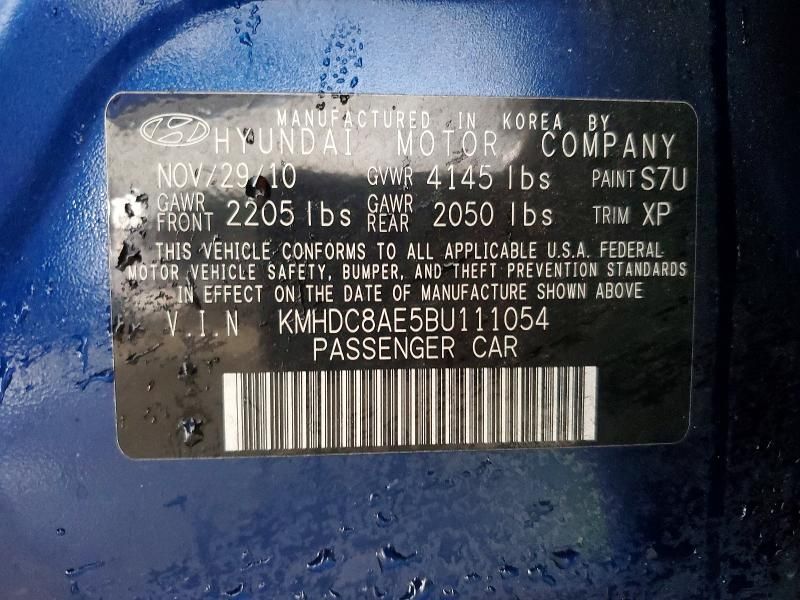 MANUFACTURED IN KOREA BY
HYUNDAI MOTOR COMPANY
NOV/29/10 GVWR 4145 lbs PAINT S7U
GAWR FRONT 2205 lbs GAWR REAR 2050 lbs TRIM XP
THIS VEHICLE CONFORMS TO ALL APPLICABLE U.S.A. FEDERAL
MOTOR VEHICLE SAFETY, BUMPER, AND THEFT PREVENTION STANDARDS
IN EFFECT ON THE DATE OF MANUFACTURE SHOWN ABOVE
V.I.N KMHDC8AE5BU111054
PASSENGER CAR